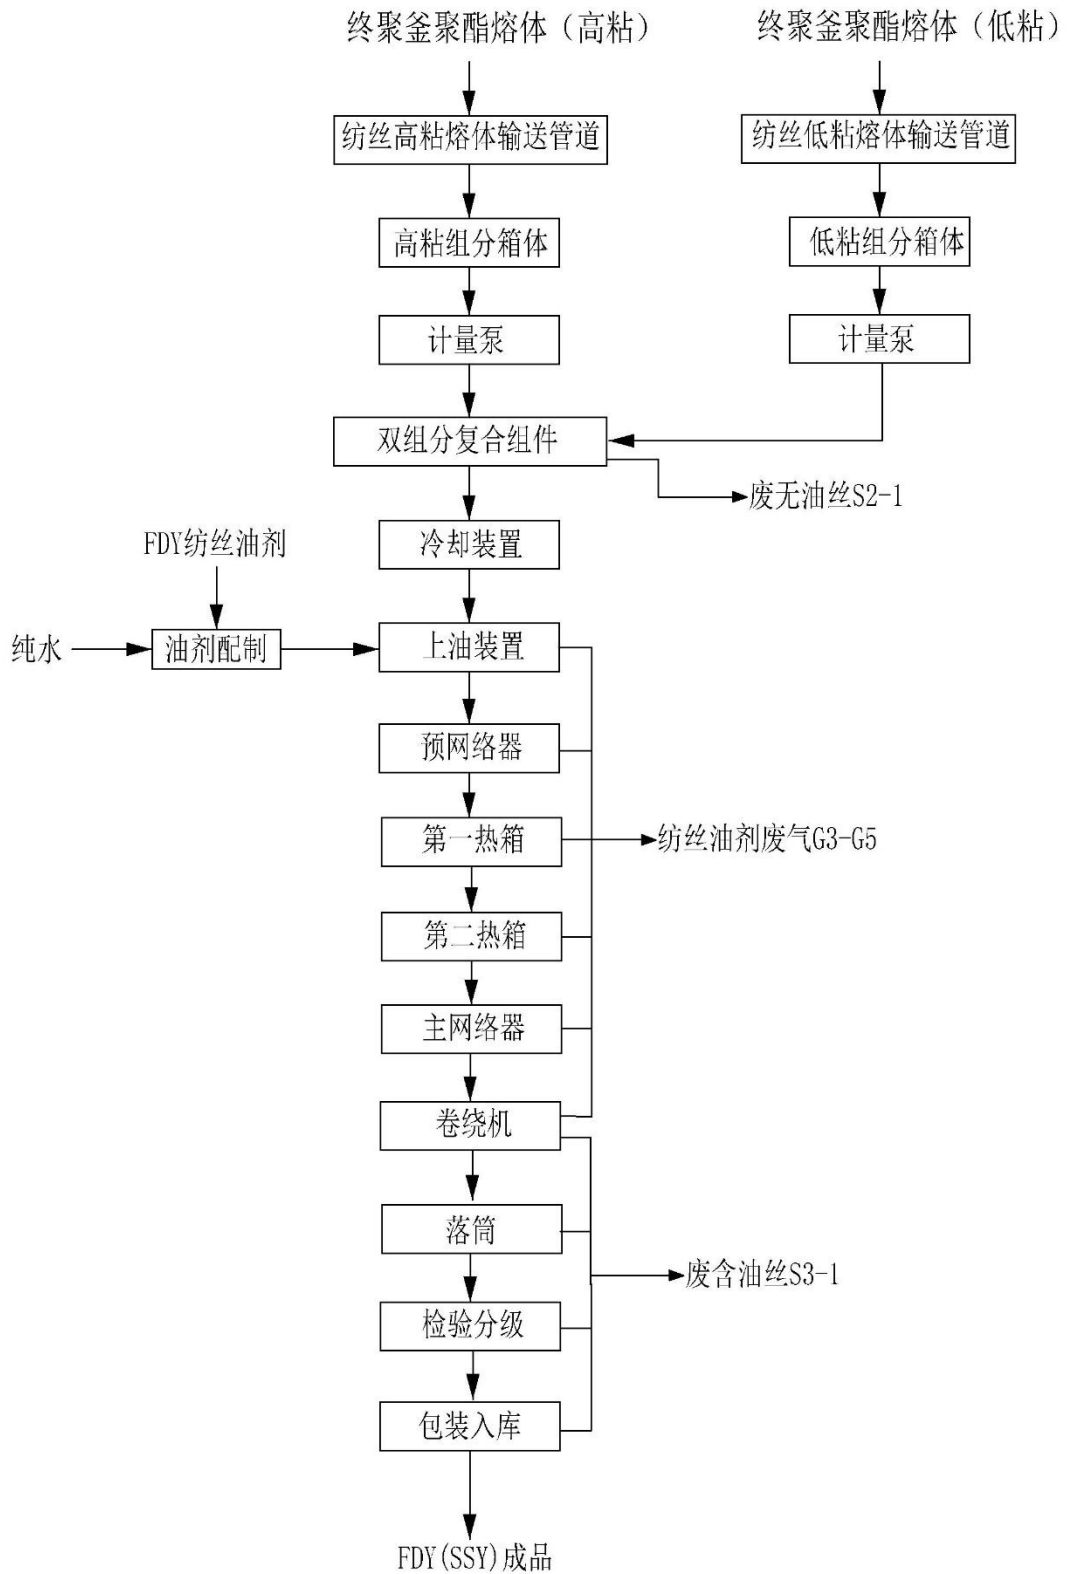 终聚釜聚酯熔体（高粘）
终聚釜聚酯熔体（低粘）
纺丝高粘熔体输送管道
纺丝低粘熔体输送管道
高粘组分箱体
低粘组分箱体
计量泵
计量泵
双组分复合组件
废无油丝S2-1
冷却装置
FDY纺丝油剂
纯水
油剂配制
上油装置
预网络器
第一热箱
纺丝油剂废气G3-G5
第二热箱
主网络器
卷绕机
落筒
废含油丝S3-1
检验分级
包装入库
FDY(SSY)成品